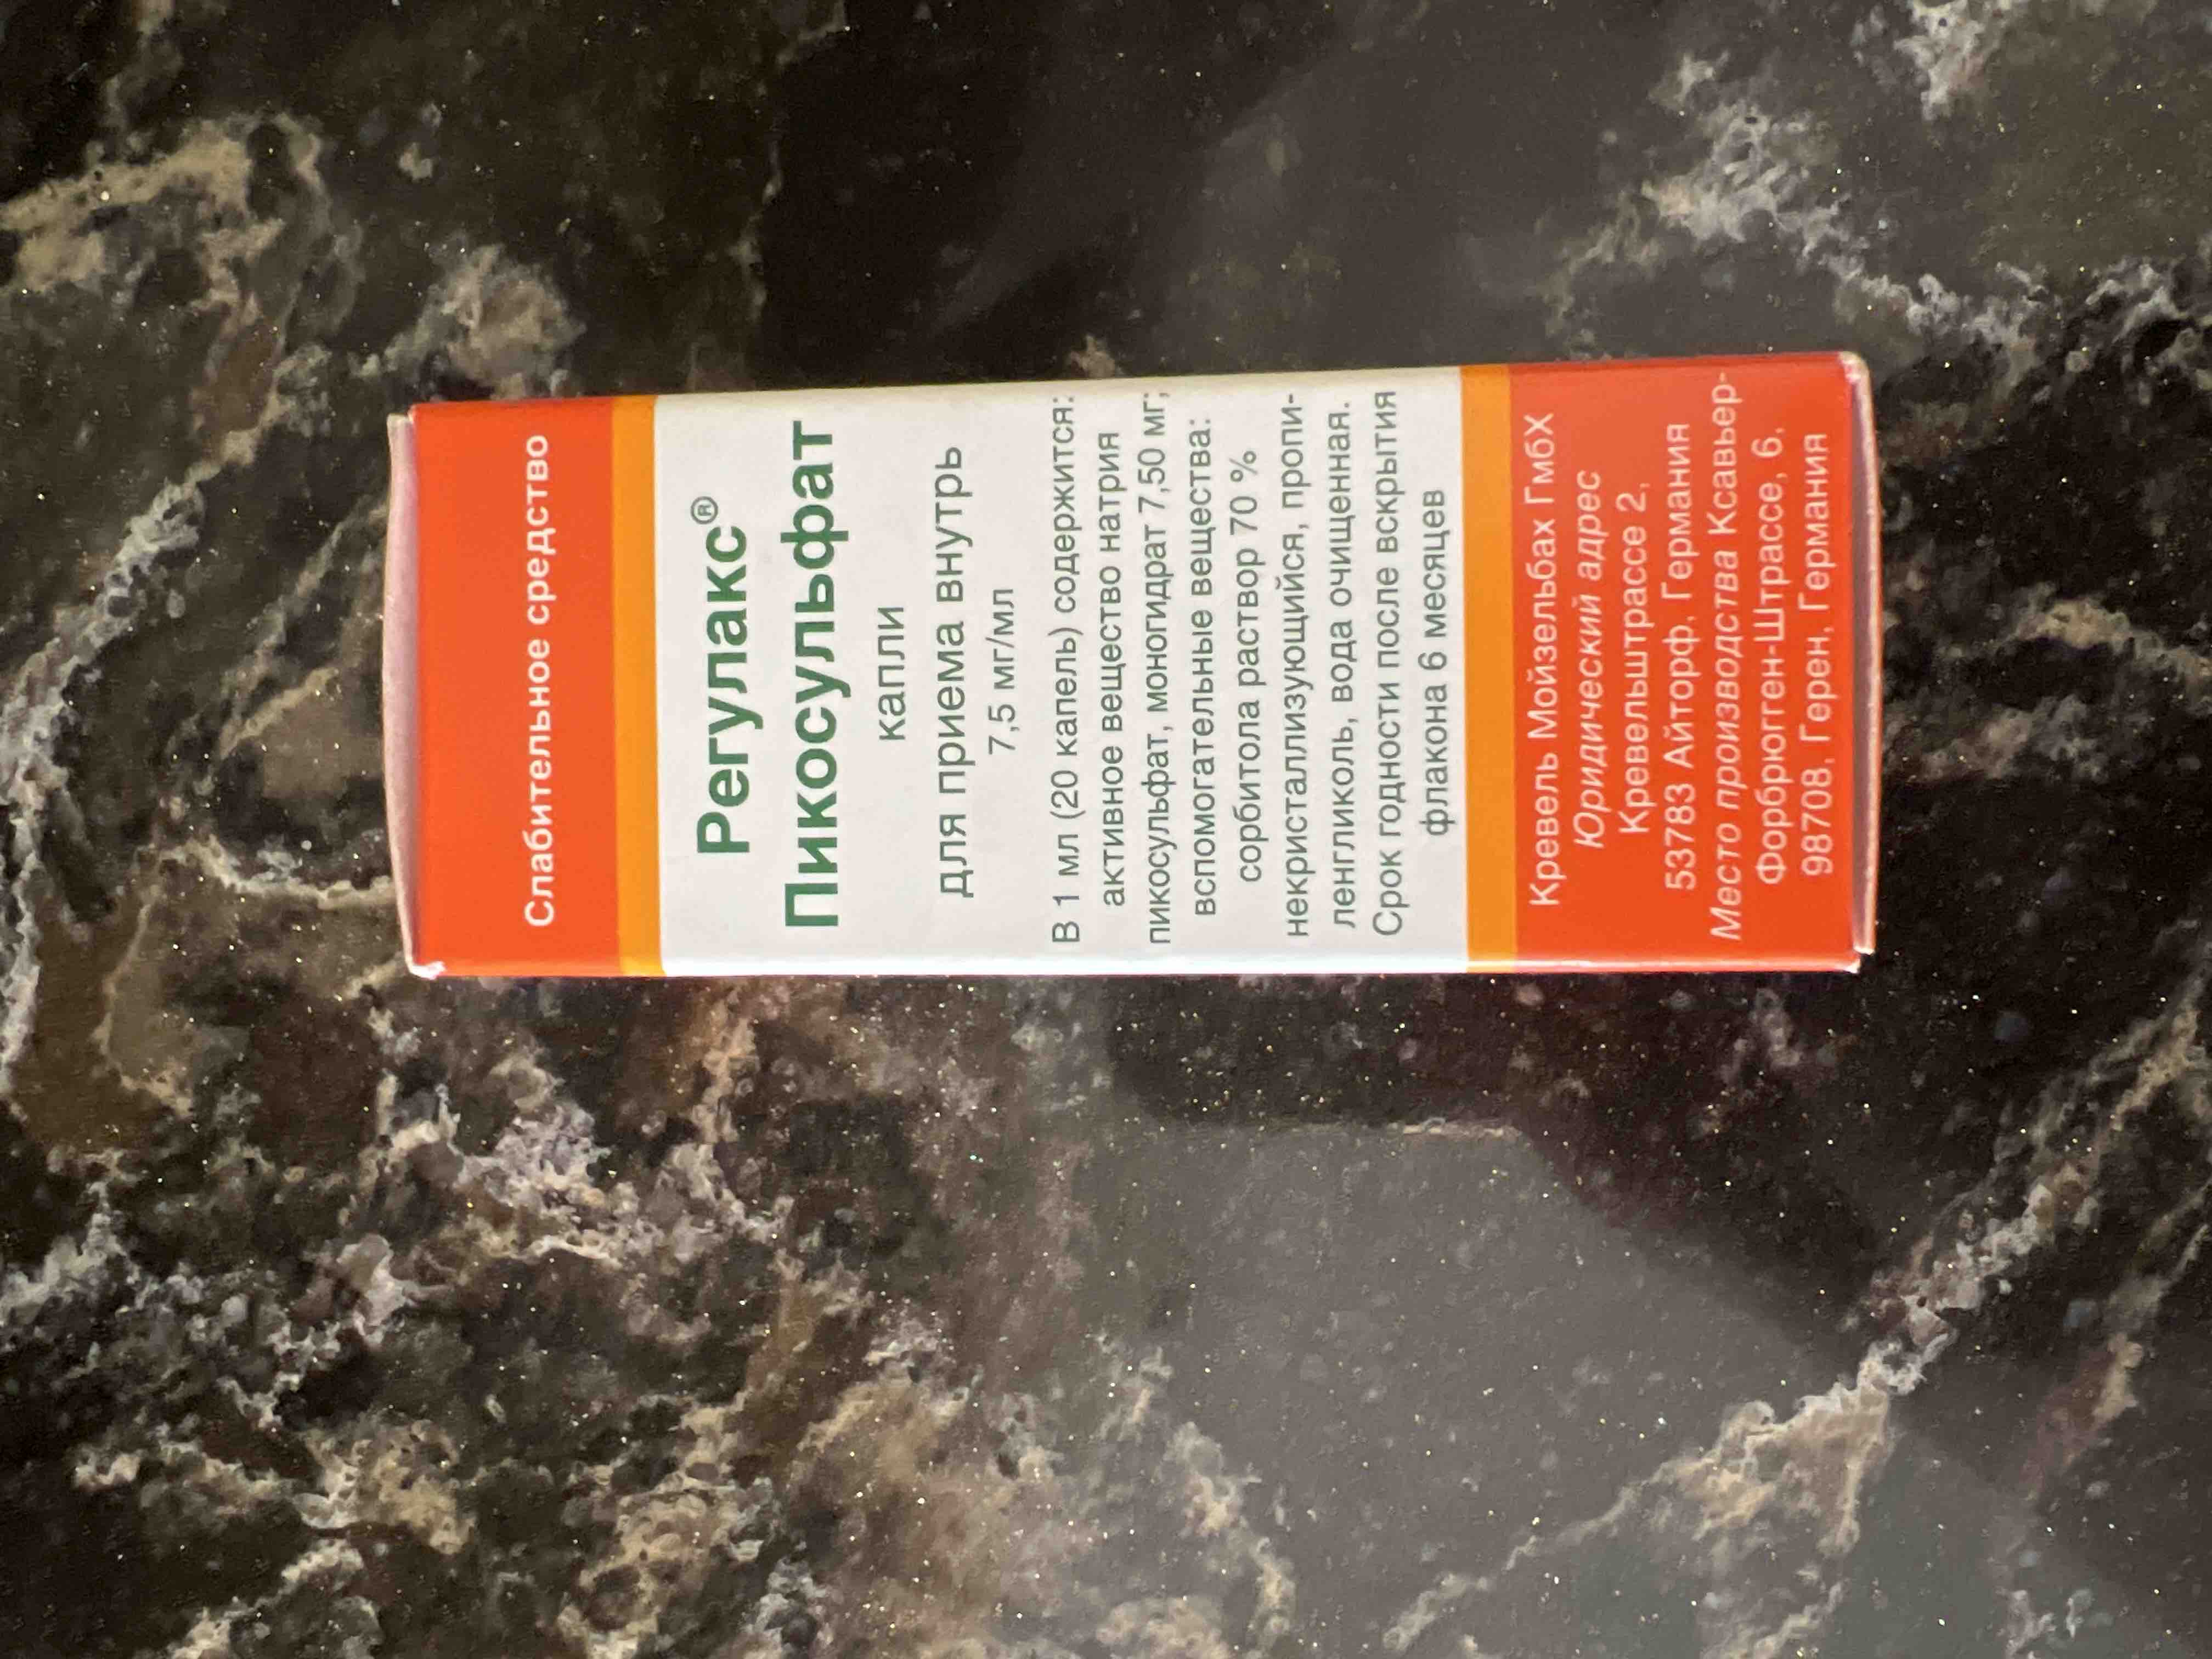 Слабительное средство
Регулакс®
Пикосульфат
капли
для приема внутрь
7,5 мг/мл
В 1 мл (20 капель) содержится:
активное вещество натрия
пикосульфат, моногидрат 7,50 мг;
вспомогательные вещества:
сорбитола раствор 70 %
некристаллизующийся, пропи-
ленгликоль, вода очищенная.
Срок годности после вскрытия
флакона 6 месяцев
Кревель Мойзельбах ГмбХ
Юридический адрес
Кревельштрассе 2,
53783 Айторф, Германия
Место производства Ксавьер-
Форбрюгген-Штрассе, 6,
98708, Герен, Германия